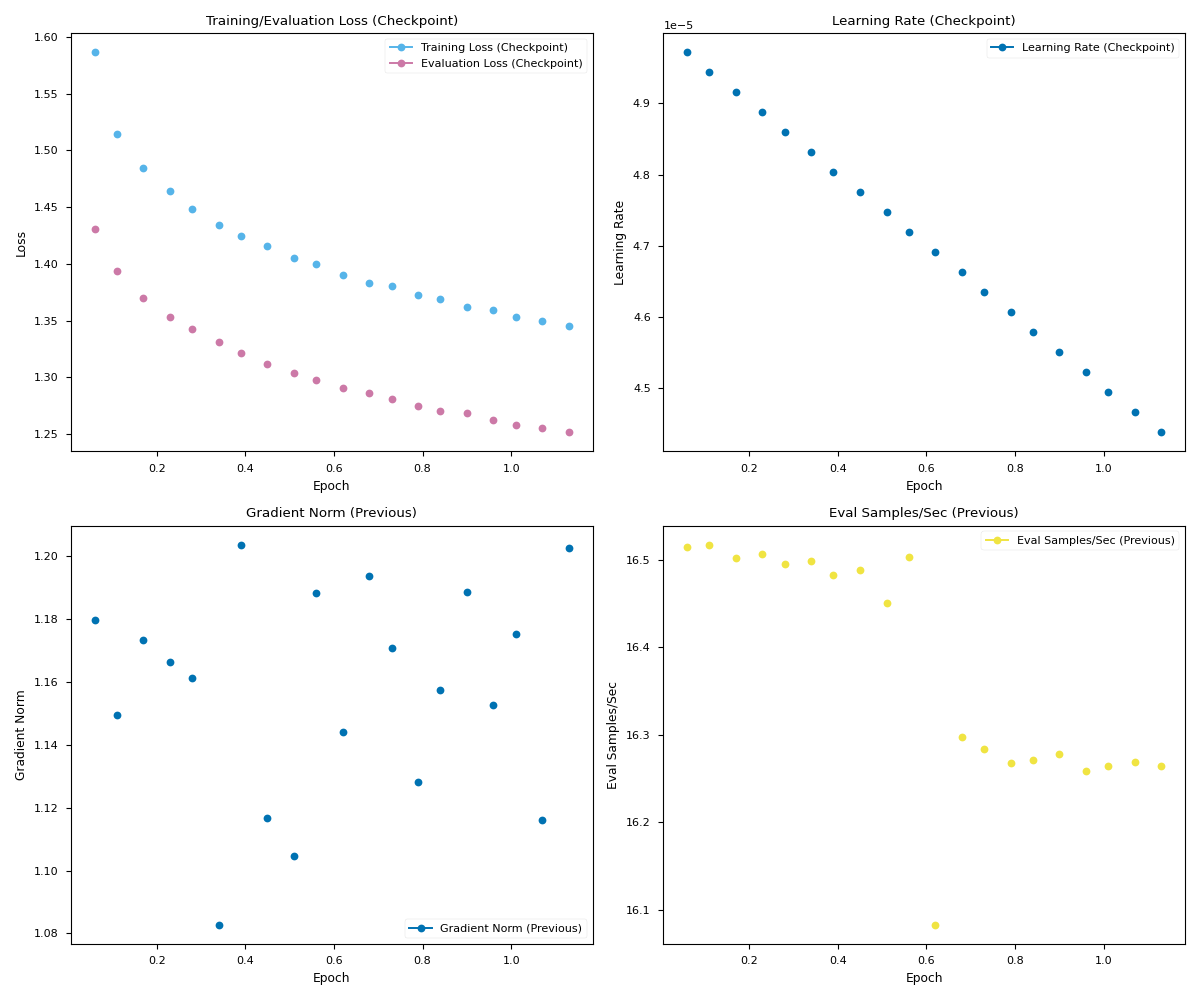 Training/Evaluation Loss (Checkpoint)
1.60
1.55
1.50
1.45
1.40
1.35
1.30
1.25
Loss
Training Loss (Checkpoint)
Evaluation Loss (Checkpoint)
0.2 0.4 0.6 0.8 1.0
Epoch
Learning Rate (Checkpoint)
1e−5
4.9
4.8
4.7
4.6
4.5
Learning Rate
Learning Rate (Checkpoint)
0.2 0.4 0.6 0.8 1.0
Epoch
Gradient Norm (Previous)
1.20
1.18
1.16
1.14
1.12
1.10
1.08
Gradient Norm
Gradient Norm (Previous)
0.2 0.4 0.6 0.8 1.0
Epoch
Eval Samples/Sec (Previous)
16.5
16.4
16.3
16.2
16.1
Eval Samples/Sec
Eval Samples/Sec (Previous)
0.2 0.4 0.6 0.8 1.0
Epoch